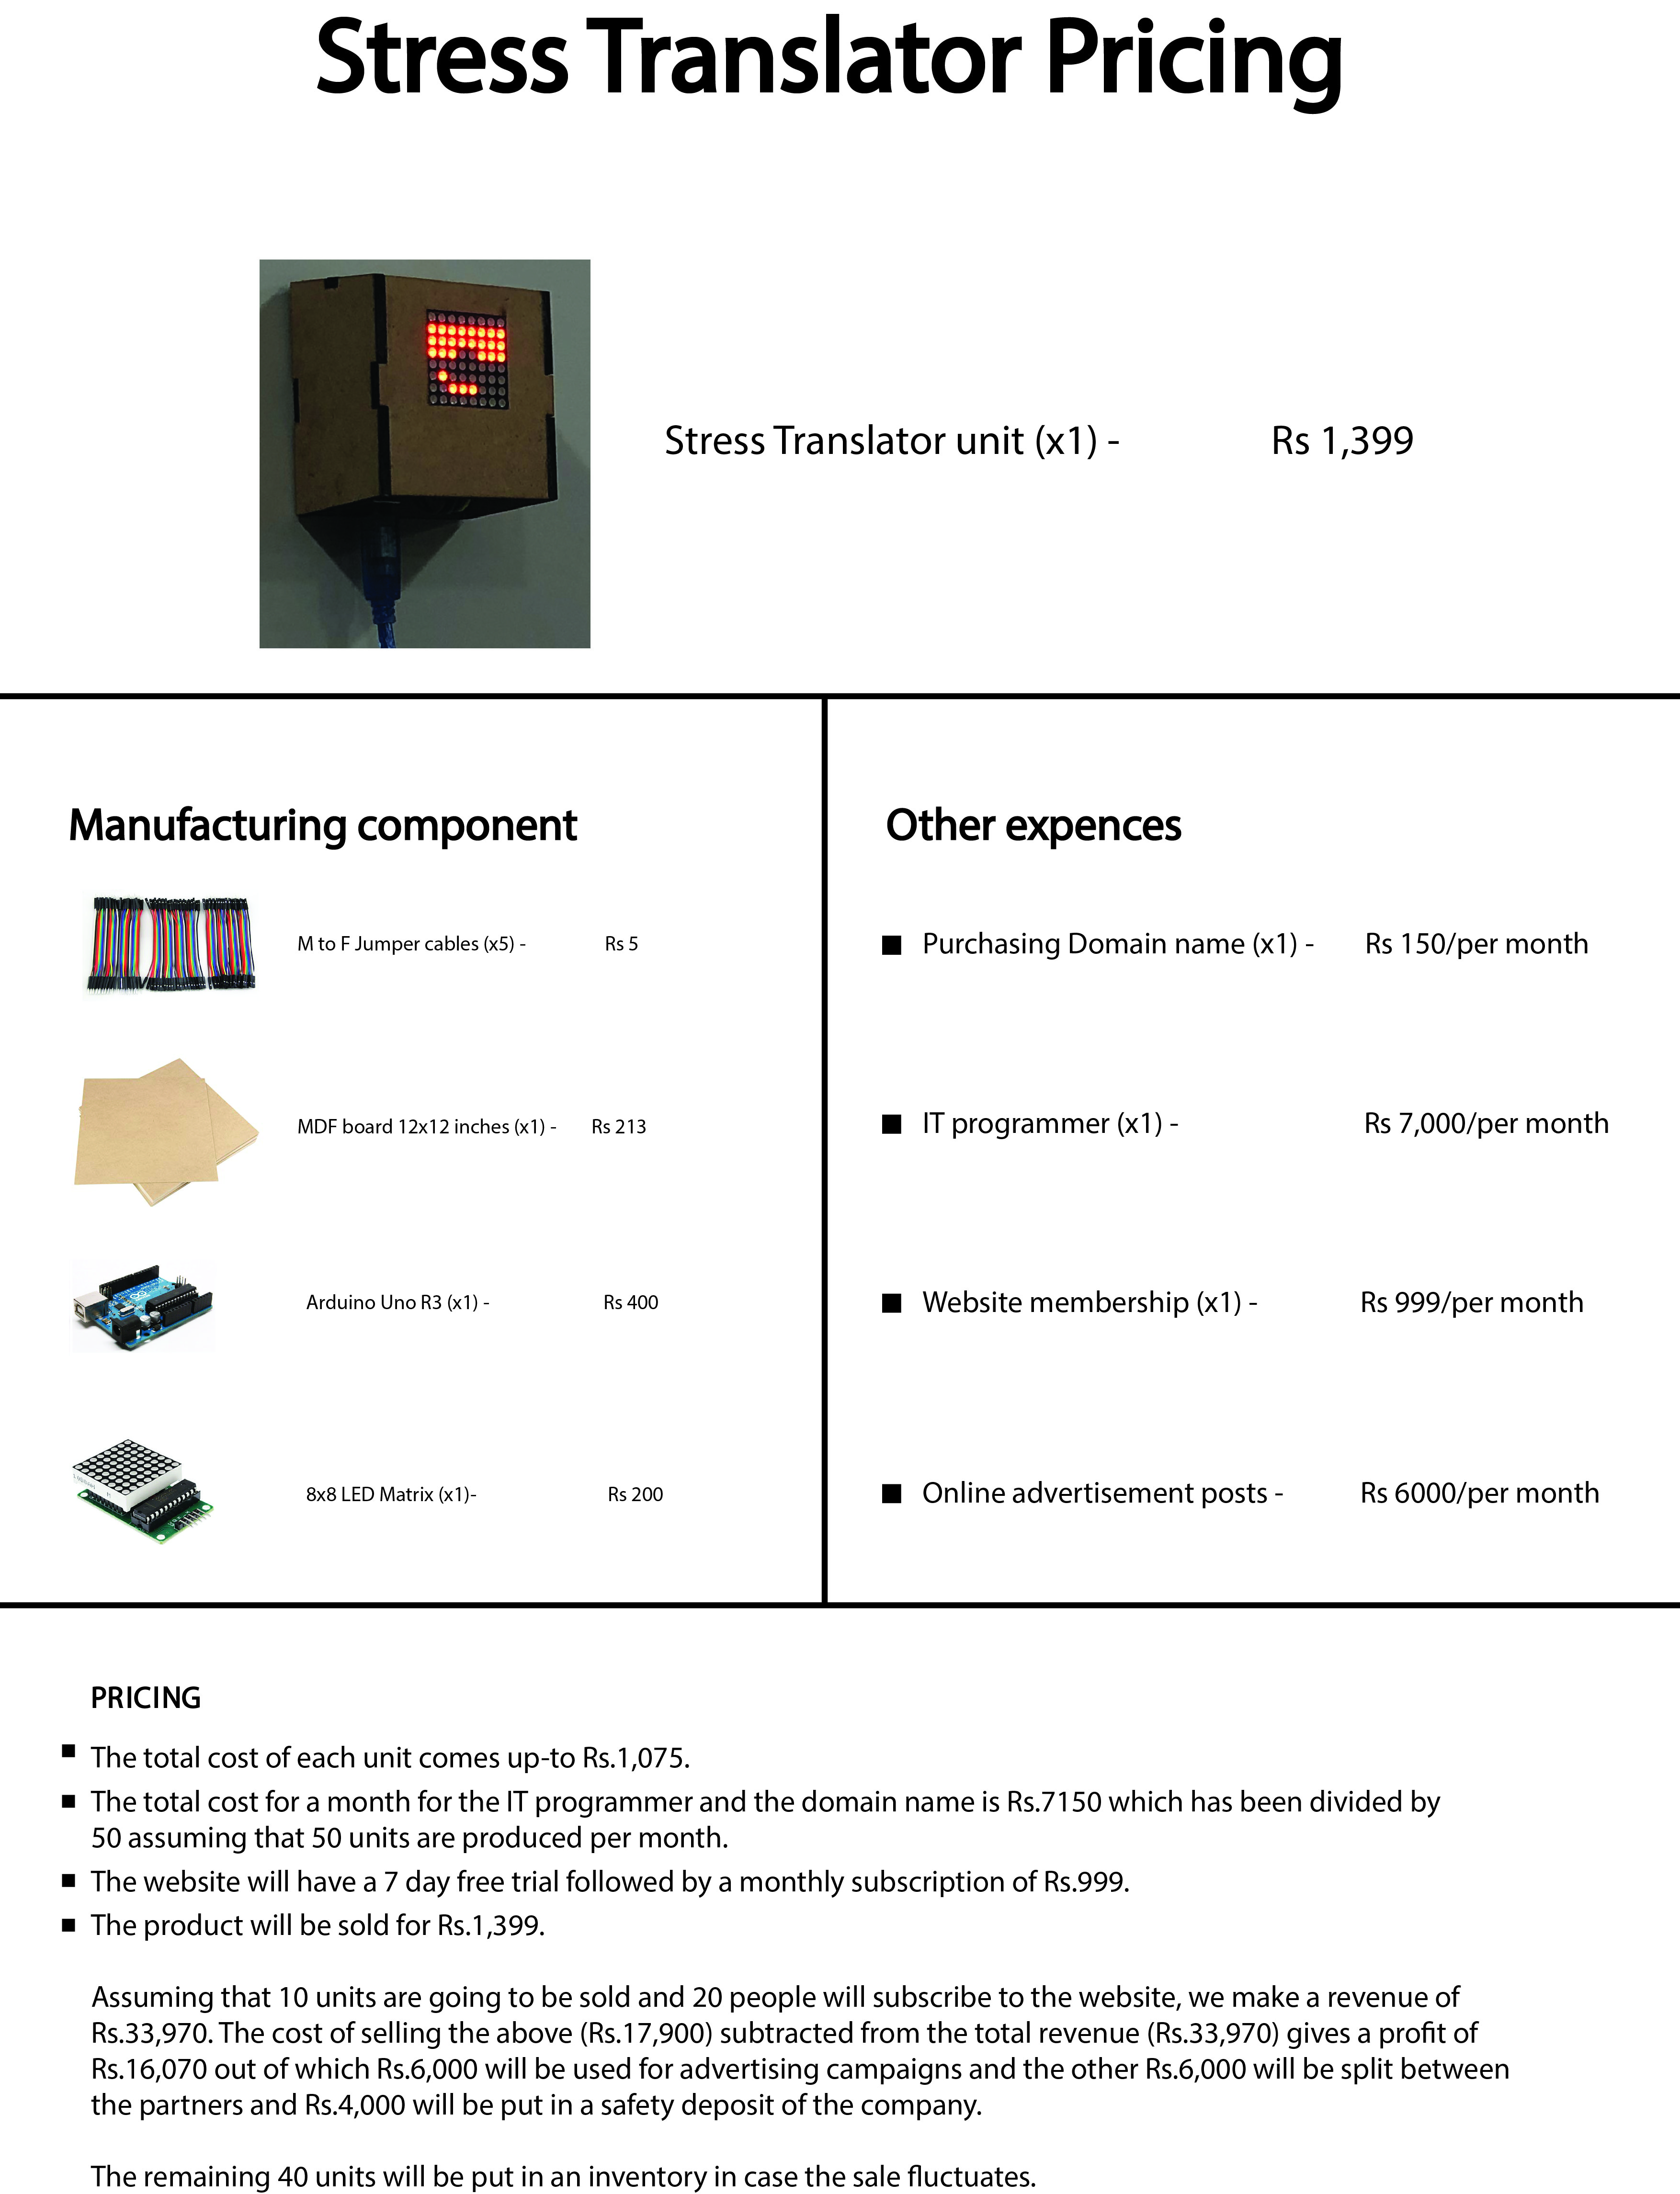 Stress Translator Pricing
Stress Translator unit (x1) - Rs 1,399
Manufacturing component
M to F Jumper cables (x5) - Rs 5
MDF board 12x12 inches (x1) - Rs 213
Arduino Uno R3 (x1) - Rs 400
8x8 LED Matrix (x1)- Rs 200
Other expences
Purchasing Domain name (x1) - Rs 150/per month
IT programmer (x1) - Rs 7,000/per month
Website membership (x1) - Rs 999/per month
Online advertisement posts - Rs 6000/per month
PRICING
The total cost of each unit comes up-to Rs.1,075.
The total cost for a month for the IT programmer and the domain name is Rs.7150 which has been divided by
50 assuming that 50 units are produced per month.
The website will have a 7 day free trial followed by a monthly subscription of Rs.999.
The product will be sold for Rs.1,399.
Assuming that 10 units are going to be sold and 20 people will subscribe to the website, we make a revenue of
Rs.33,970. The cost of selling the above (Rs.17,900) subtracted from the total revenue (Rs.33,970) gives a profit of
Rs.16,070 out of which Rs.6,000 will be used for advertising campaigns and the other Rs.6,000 will be split between
the partners and Rs.4,000 will be put in a safety deposit of the company.
The remaining 40 units will be put in an inventory in case the sale fluctuates.